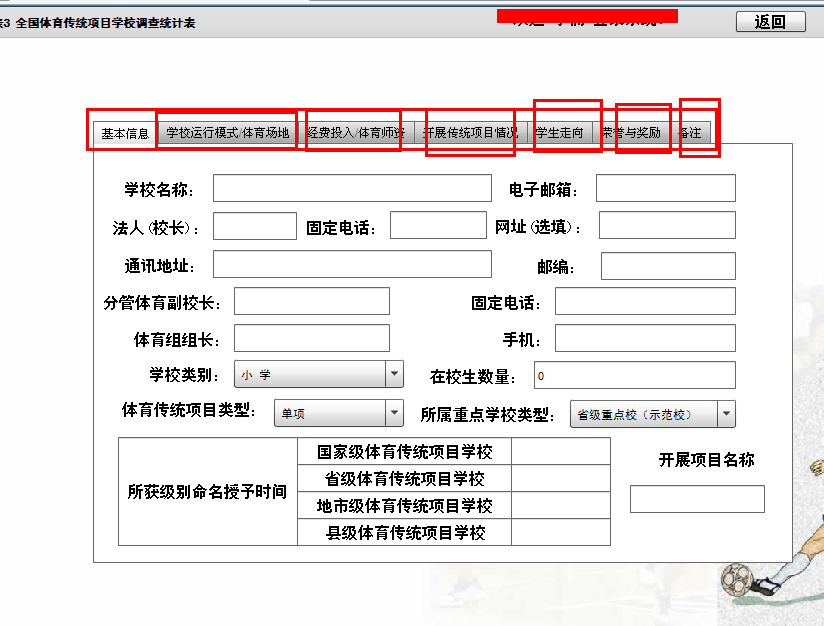 表3 全国体育传统项目学校调查统计表
返回
基本信息 学校运行模式/体育场地 经费投入/体育师资 开展传统项目情况 学生走向 荣誉与奖励 备注
学校名称： 电子邮箱：
法人(校长)： 固定电话： 网址(选填)：
通讯地址： 邮编：
分管体育副校长： 固定电话：
体育组组长： 手机：
学校类别： 小 学 在校生数量： 0
体育传统项目类型： 单项 所属重点学校类型： 省级重点校（示范校）
所获级别命名授予时间
国家级体育传统项目学校
省级体育传统项目学校
地市级体育传统项目学校
县级体育传统项目学校
开展项目名称